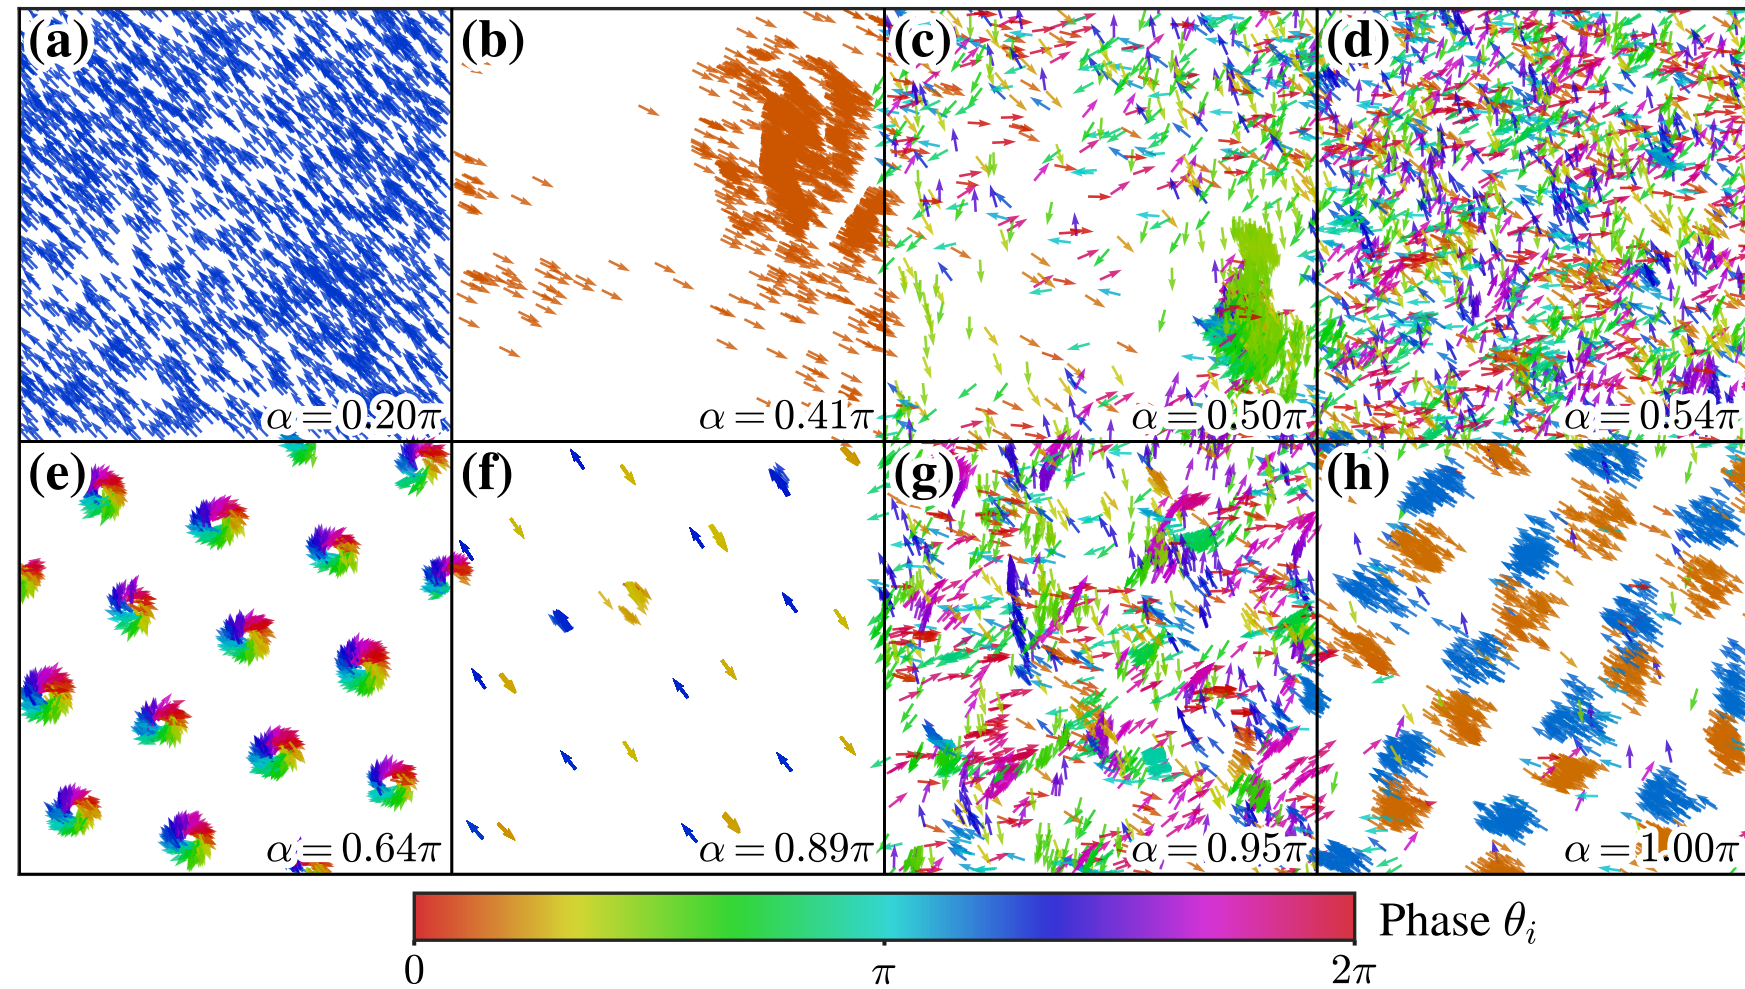 (a) (b) (c) (d)
α = 0.20π α = 0.41π α = 0.50π α = 0.54π
(e) (f) (g) (h)
α = 0.64π α = 0.89π α = 0.95π α = 1.00π
Phase θᵢ
0 π 2π